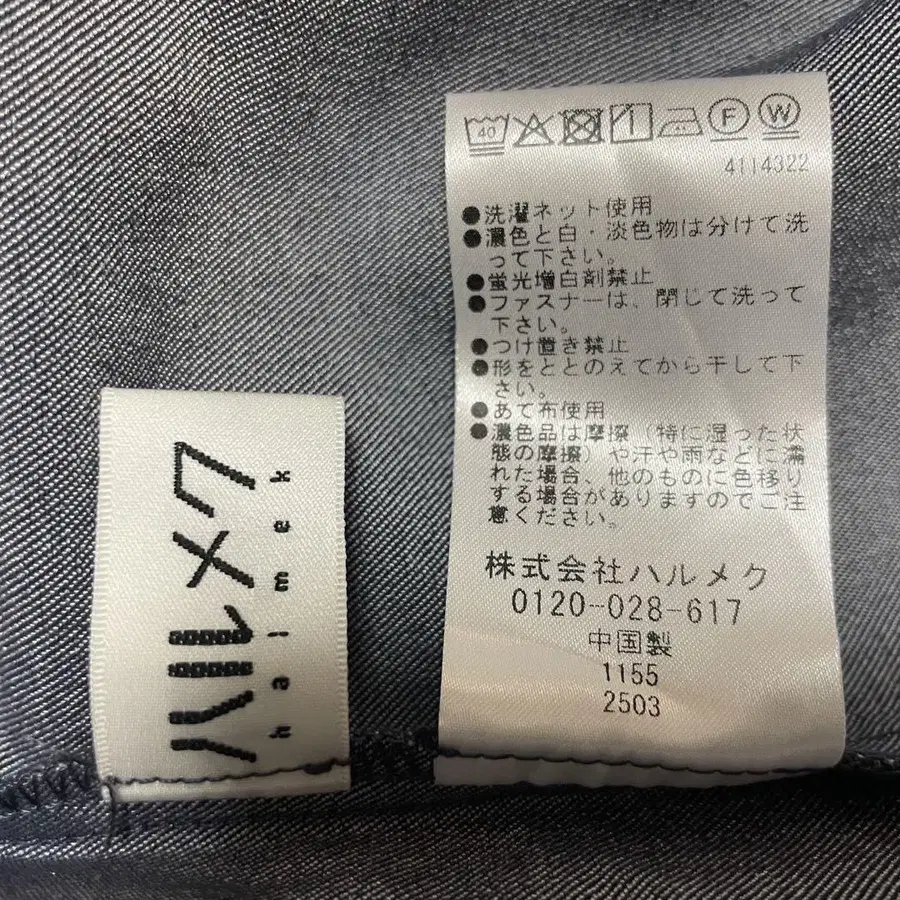 40 F W
4114322
●洗濯ネット使用
●濃色と白・淡色物は分けて洗
って下さい。
●蛍光増白剤禁止
●ファスナーは、閉じて洗って
下さい。
●つけ置き禁止
●形をととのえてから干して下
さい。
●あて布使用
●濃色品は摩擦（特に湿った状
態の摩擦）や汗や雨などに濡
れた場合、他のものに色移り
する場合がありますのでご注
意ください。
株式会社ハルメク
0120-028-617
中国製
1155
2503
ハルメク
halmek